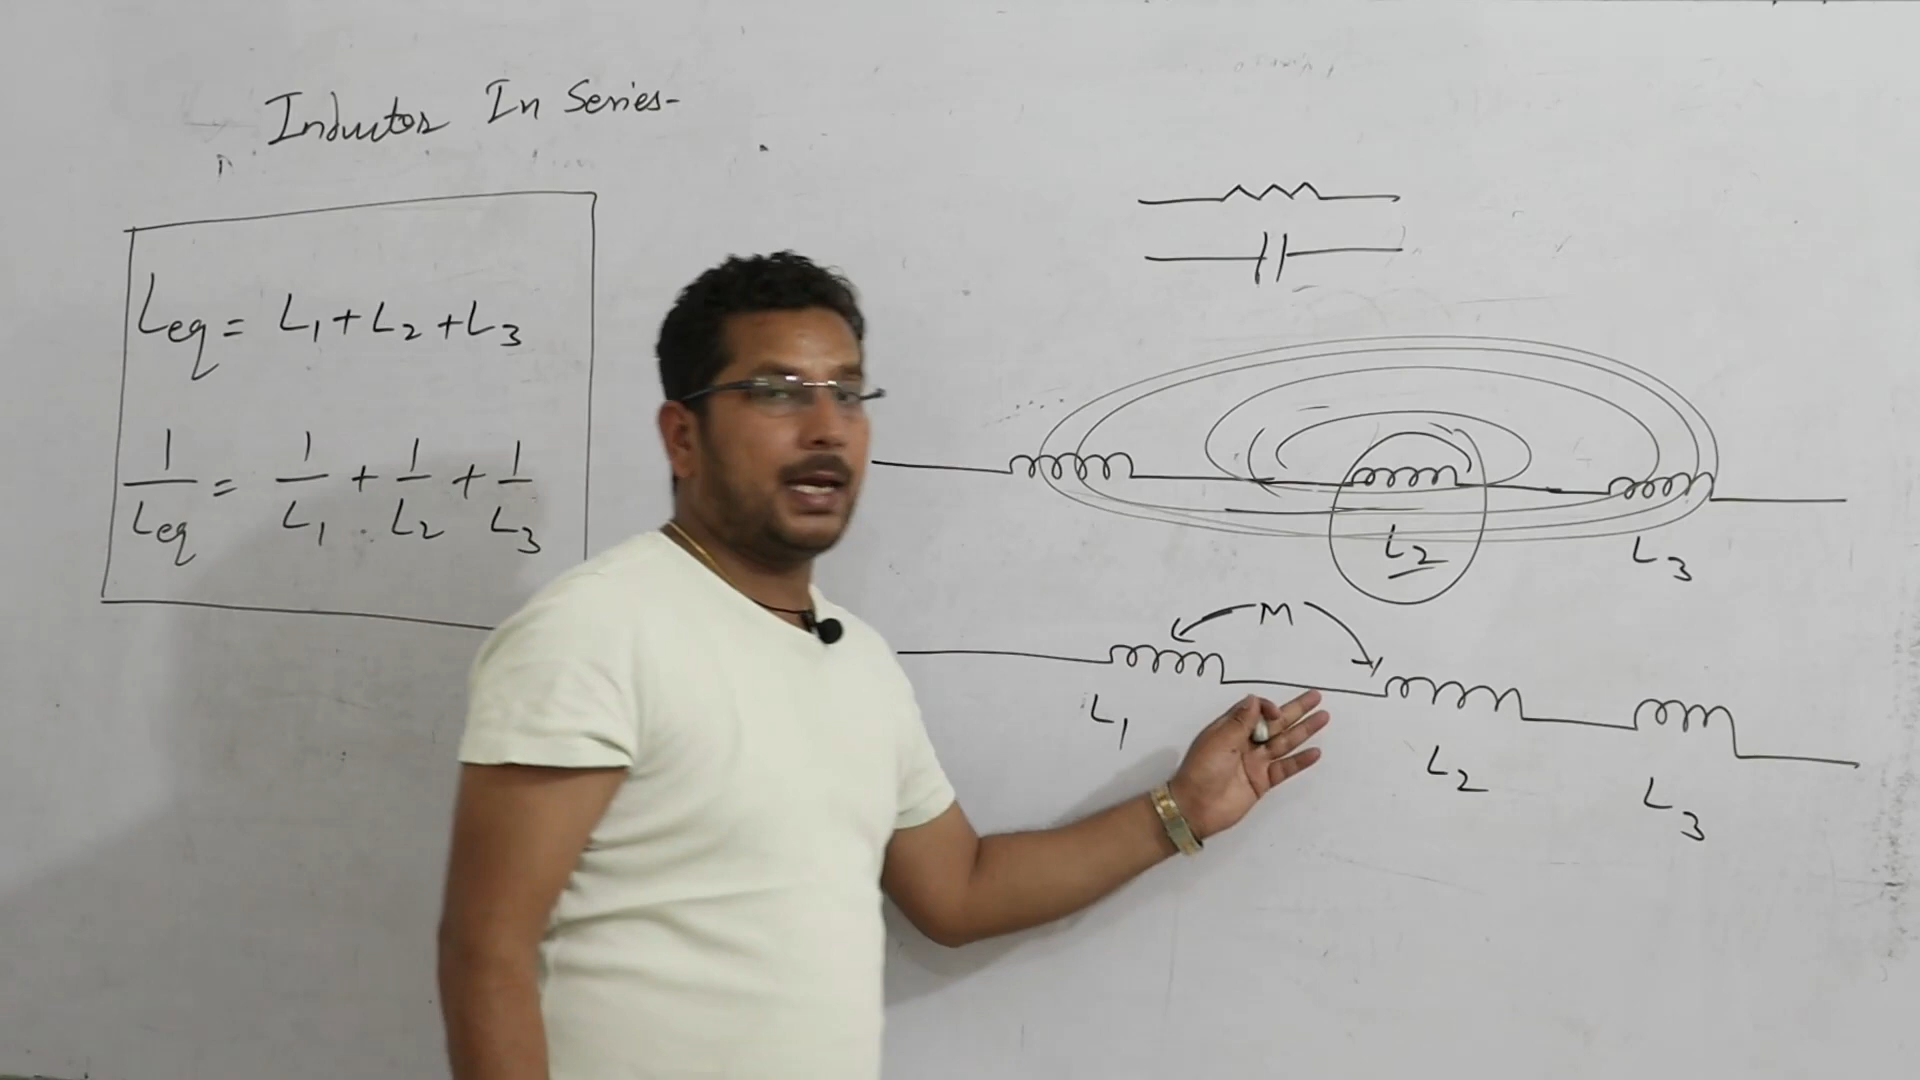 Inductor In Series-
Leq = L1 + L2 + L3
1/Leq = 1/L1 + 1/L2 + 1/L3
L2
L3
M
L1
L2
L3